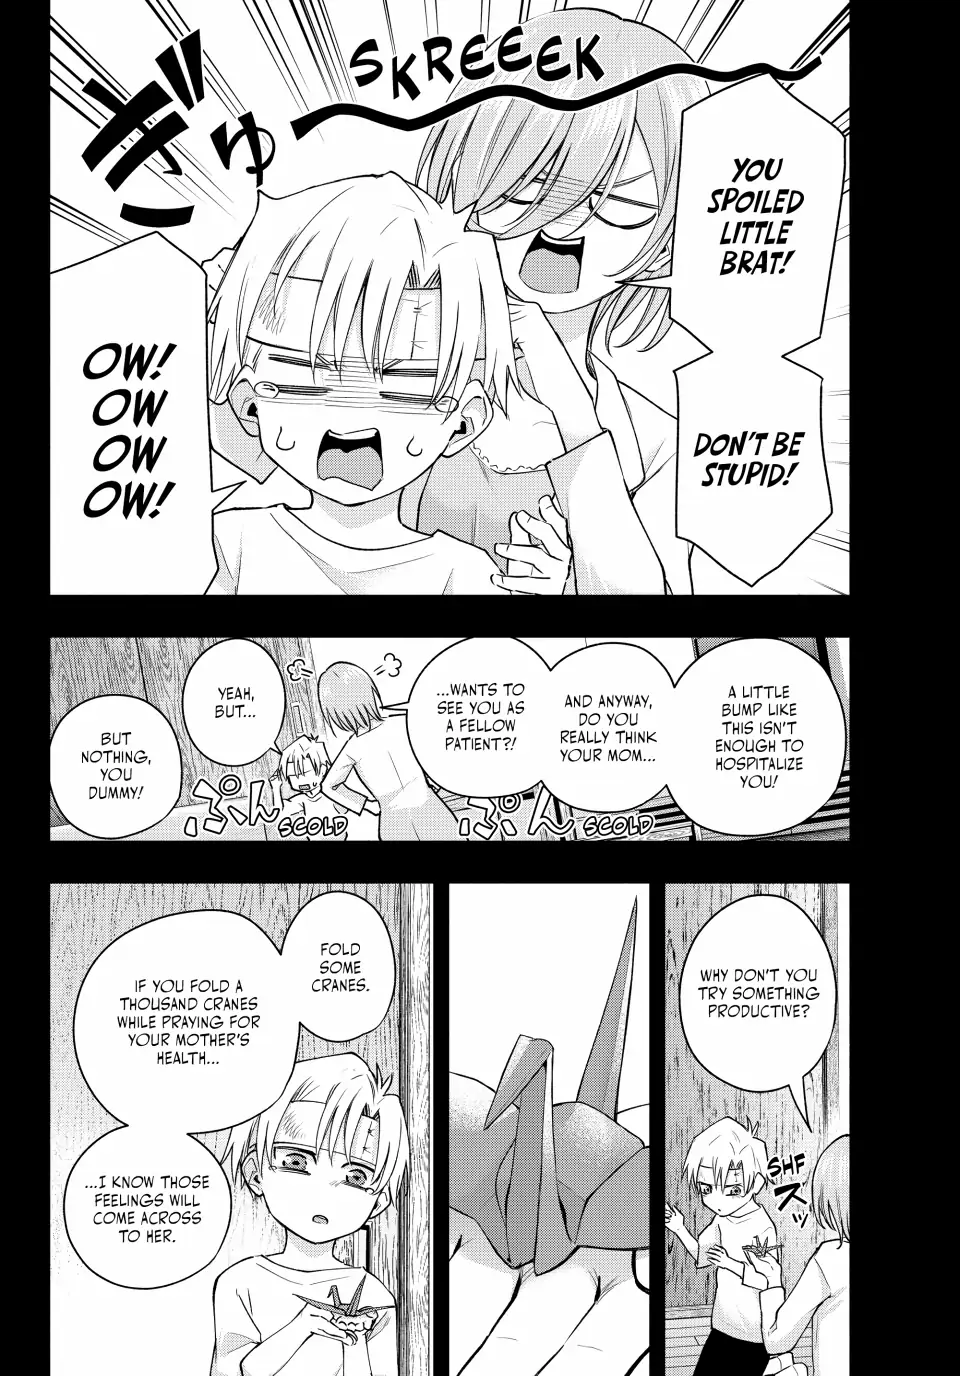 SKREEEK
ぎゅ
YOU
SPOILED
LITTLE
BRAT!
DON'T BE
STUPID!
OW!
OW
OW
OW!
A LITTLE
BUMP LIKE
THIS ISN'T
ENOUGH TO
HOSPITALIZE
YOU!
AND ANYWAY,
DO YOU
REALLY THINK
YOUR MOM...
...WANTS TO
SEE YOU AS
A FELLOW
PATIENT?!
ぷん
SCOLD
YEAH,
BUT...
ぷん
SCOLD
BUT
NOTHING,
YOU
DUMMY!
WHY DON'T YOU
TRY SOMETHING
PRODUCTIVE?
SHF
スッ
FOLD
SOME
CRANES.
IF YOU FOLD A
THOUSAND CRANES
WHILE PRAYING FOR
YOUR MOTHER'S
HEALTH...
...I KNOW THOSE
FEELINGS WILL
COME ACROSS
TO HER.